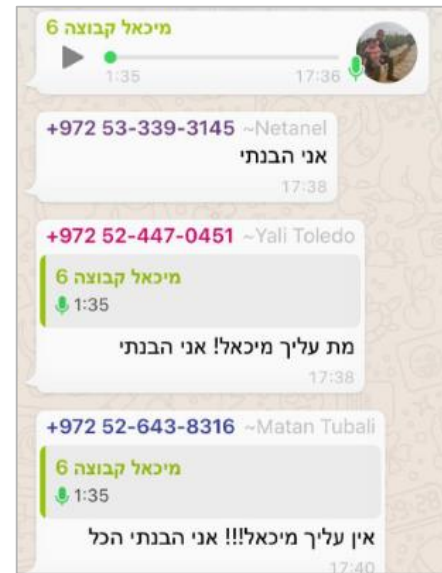 מיכאל קבוצה 6
1:35 17:36
+972 53-339-3145 ~Netanel
אני הבנתי
17:38
+972 52-447-0451 ~Yali Toledo
מיכאל קבוצה 6
1:35
מת עליך מיכאל! אני הבנתי
17:38
+972 52-643-8316 ~Matan Tubali
מיכאל קבוצה 6
1:35
אין עליך מיכאל!!! אני הבנתי הכל
17:40